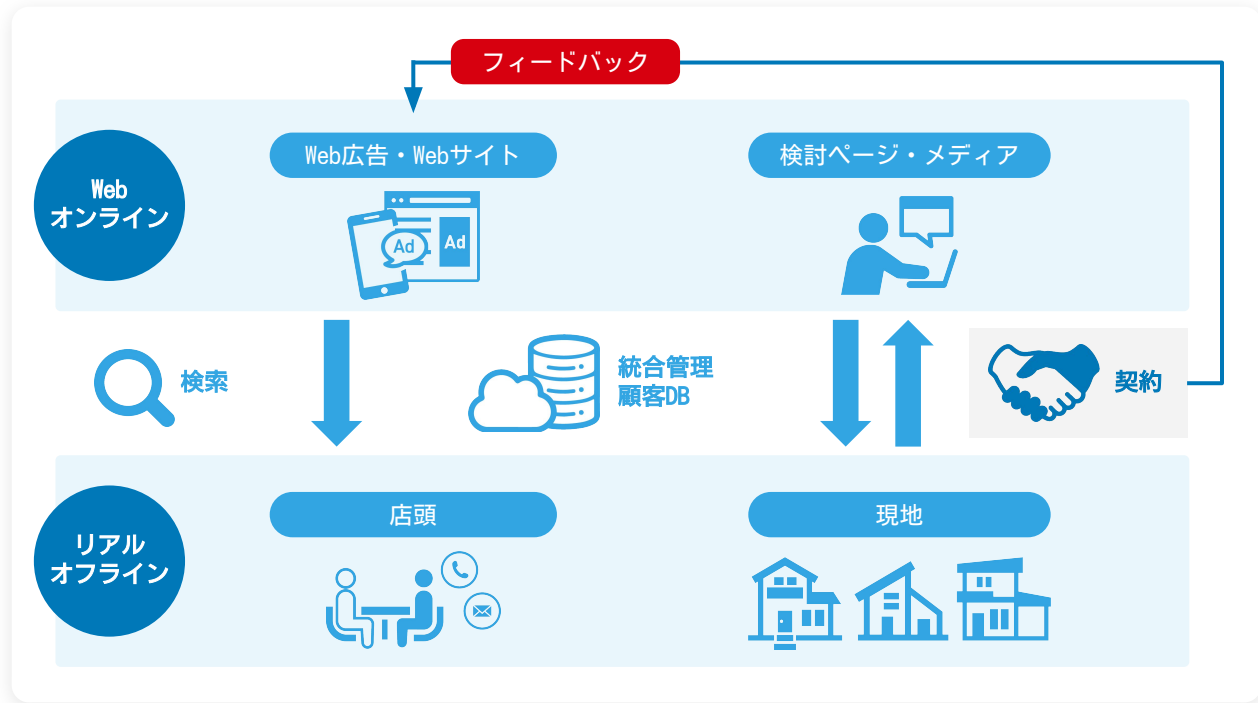 フィードバック
Web広告・Webサイト
検討ページ・メディア
Web
オンライン
Ad
Ad
検索
統合管理
顧客DB
契約
店頭
現地
リアル
オフライン